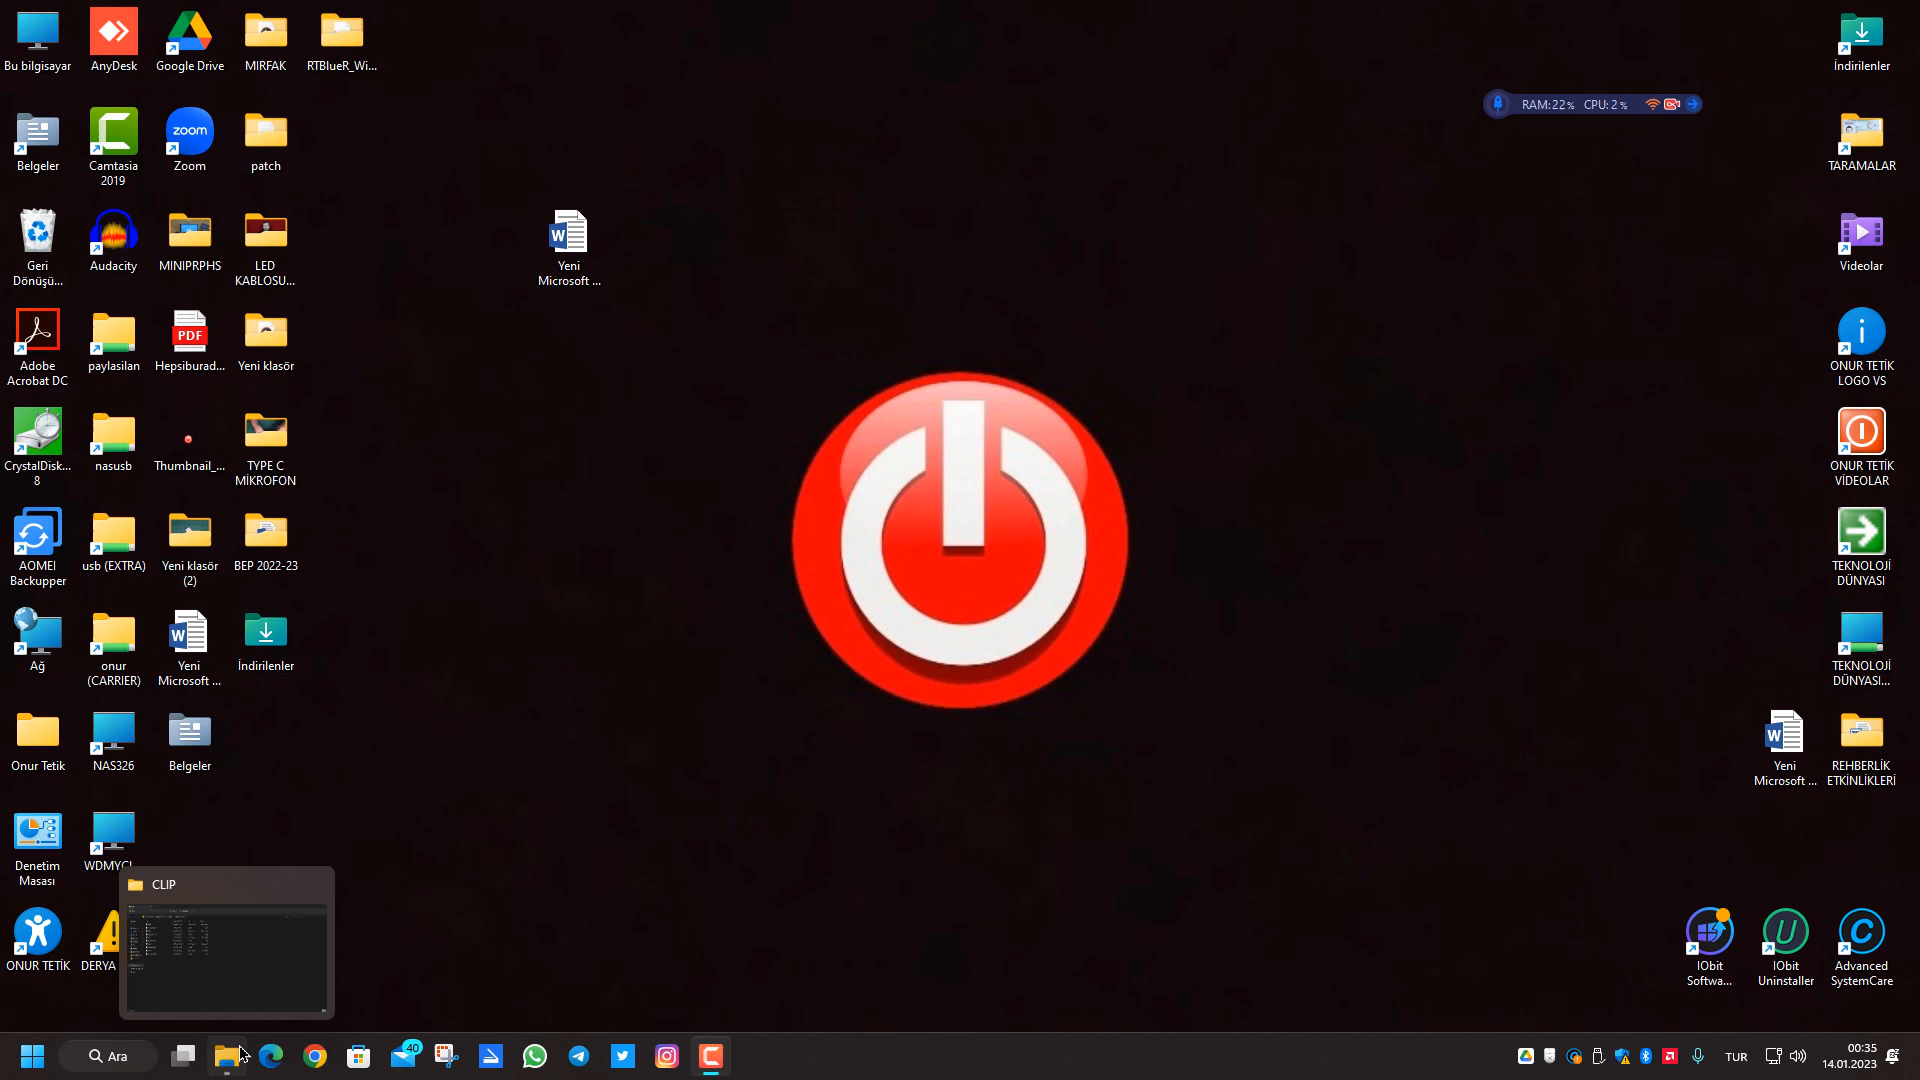 Bu bilgisayar
AnyDesk
Google Drive
MIRFAK
RTBlueR_Wi...
İndirilenler
RAM:22% CPU: 2%
Belgeler
Camtasia
2019
zoom
Zoom
patch
TARAMALAR
Geri
Dönüşü...
Audacity
MINIPRPHS
LED
KABLOSU...
Yeni
Microsoft ...
Videolar
Adobe
Acrobat DC
paylasilan
PDF
Hepsiburad...
Yeni klasör
ONUR TETİK
LOGO VS
CrystalDisk...
8
nasusb
Thumbnail_...
TYPE C
MİKROFON
ONUR TETİK
VİDEOLAR
AOMEI
Backupper
usb (EXTRA)
Yeni klasör
(2)
BEP 2022-23
TEKNOLOJİ
DÜNYASI
Ağ
onur
(CARRIER)
Yeni
Microsoft ...
İndirilenler
TEKNOLOJİ
DÜNYASI...
Onur Tetik
NAS326
Belgeler
Yeni
Microsoft ...
REHBERLİK
ETKİNLİKLERİ
Denetim
Masası
CLIP
ONUR TETİK
DERYA
IObit
Softwa...
IObit
Uninstaller
Advanced
SystemCare
Ara
40
TUR
00:35
14.01.2023